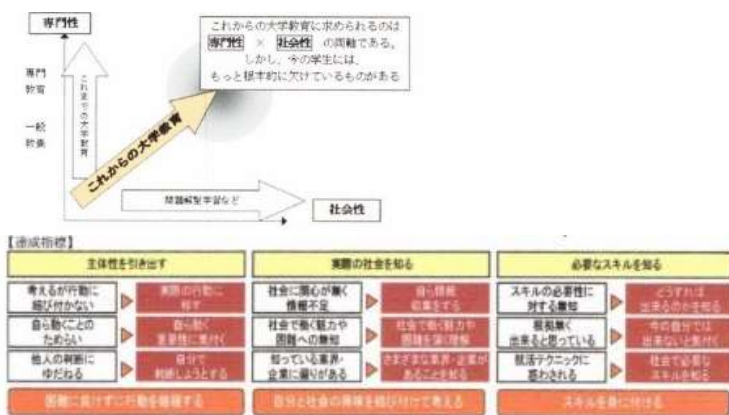 専門性
これからの大学教育に求められるのは
専門性 × 社会性 の両軸である。
しかし、今の学生には、
もっと根本的に欠けているものがある
専門
教育
一般
教養
これまでの大学教育
これからの大学教育
問題解決型学習など
社会性
【達成指標】
主体性を引き出す
実際の社会を知る
必要なスキルを知る
考えるが行動に
結び付かない
実際の行動に
移す
社会に関心が無く
情報不足
自ら情報
収集をする
スキルの必要性に
対する無知
どうすれば
出来るのかを知る
自ら動くことの
ためらい
自ら動く
重要性に気付く
社会で働く魅力や
困難への無知
社会で働く魅力や
困難を深く理解
根拠無く
出来ると思っている
今の自分では
出来ないと気付く
他人の判断に
ゆだねる
自分で
判断しようとする
知っている業界・
企業に偏りがある
さまざまな業界・企業が
あることを知る
就活テクニックに
惑わされる
社会で必要な
スキルを知る
困難に負けずに行動を継続する
自分と社会の
を結び付けて考える
スキルを身に付ける